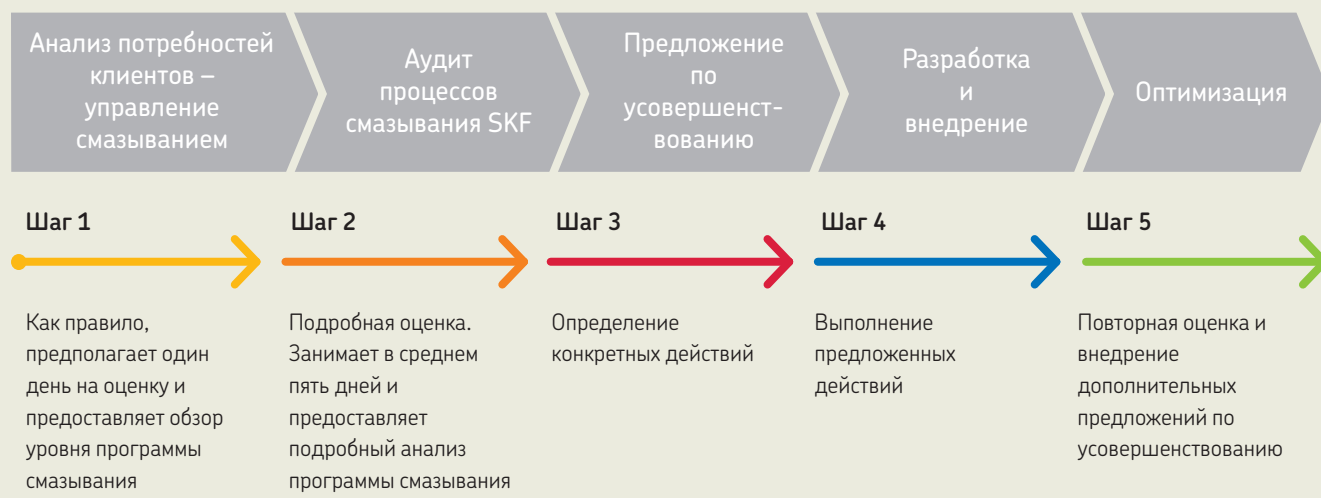 Анализ потребностей
клиентов –
управление
смазыванием
Аудит
процессов
смазывания SKF
Предложение
по
усовершенст-
вованию
Разработка
и
внедрение
Оптимизация
Шаг 1
Как правило,
предполагает один
день на оценку и
предоставляет обзор
уровня программы
смазывания
Шаг 2
Подробная оценка.
Занимает в среднем
пять дней и
предоставляет
подробный анализ
программы смазывания
Шаг 3
Определение
конкретных действий
Шаг 4
Выполнение
предложенных
действий
Шаг 5
Повторная оценка и
внедрение
дополнительных
предложений по
усовершенствованию